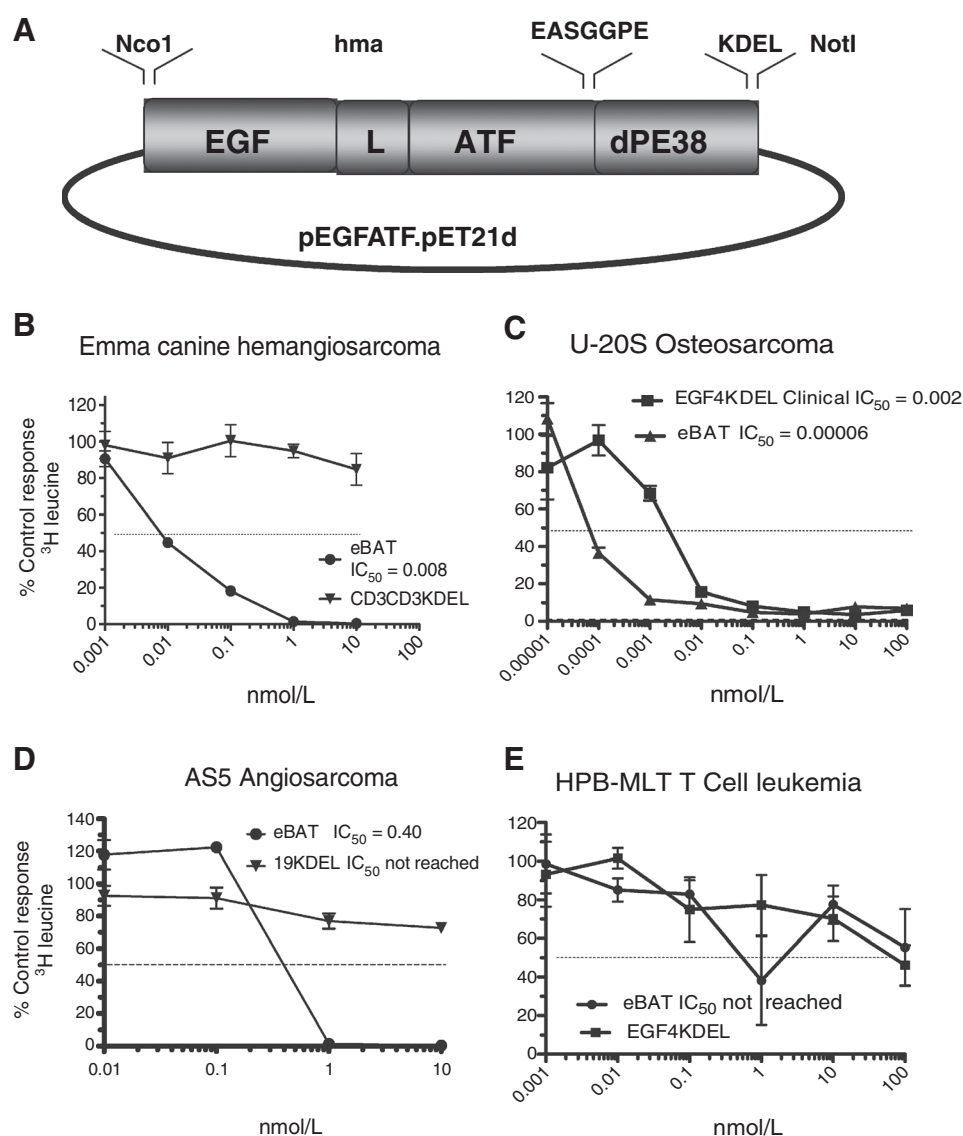 A
Nco1
hma
EASGGPE
KDEL
NotI
EGF
L
ATF
dPE38
pEGFATF.pET21d
B
Emma canine hemangiosarcoma
% Control response
³H leucine
120
100
80
60
40
20
0
eBAT
IC₅₀ = 0.008
CD3CD3KDEL
0.001
0.01
0.1
1
10
100
nmol/L
C
U-20S Osteosarcoma
120
100
80
60
40
20
0
EGF4KDEL Clinical IC₅₀ = 0.002
eBAT IC₅₀ = 0.00006
0.00001
0.0001
0.001
0.01
0.1
1
10
100
nmol/L
D
AS5 Angiosarcoma
% Control response
³H leucine
140
120
100
80
60
50
40
20
0
eBAT IC₅₀ = 0.40
19KDEL IC₅₀ not reached
0.01
0.1
1
10
nmol/L
E
HPB-MLT T Cell leukemia
120
100
80
60
40
20
0
eBAT IC₅₀ not reached
EGF4KDEL
0.001
0.01
0.1
1
10
100
nmol/L